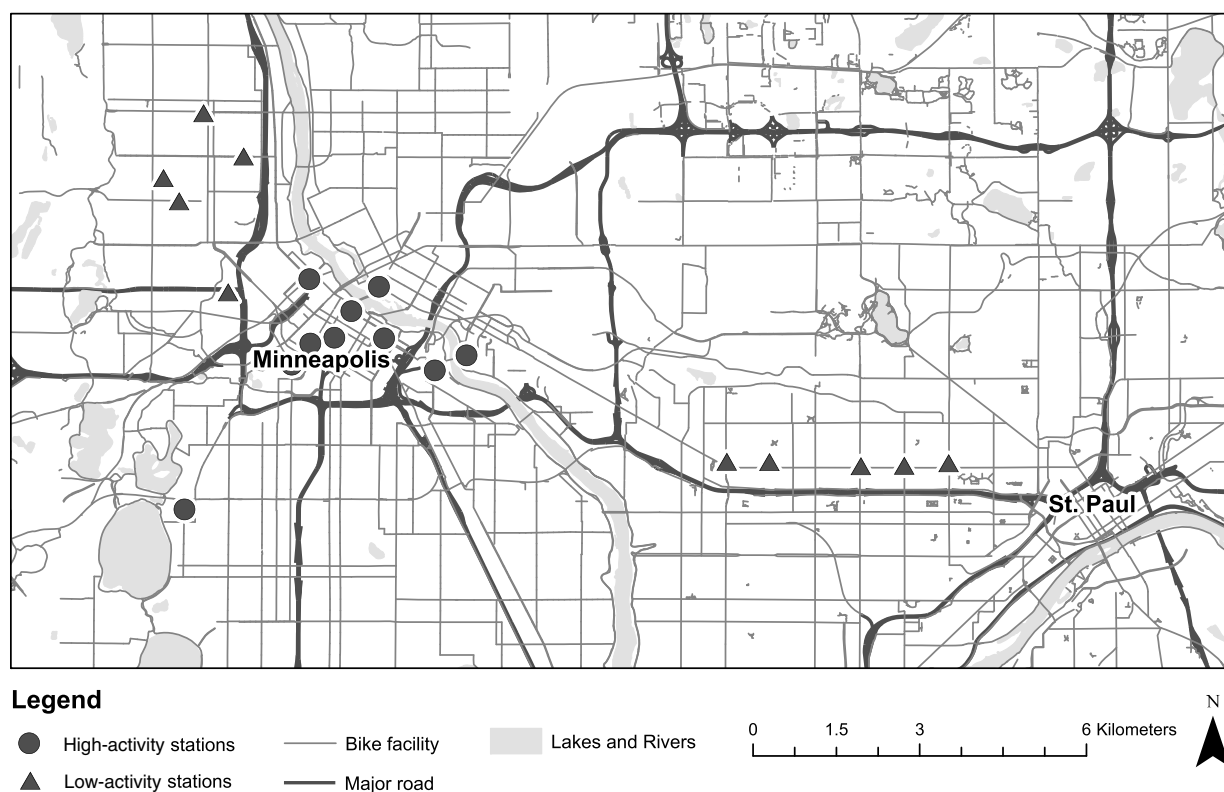 Minneapolis
St. Paul
Legend
High-activity stations
Low-activity stations
Bike facility
Major road
Lakes and Rivers
0 1.5 3 6 Kilometers
N